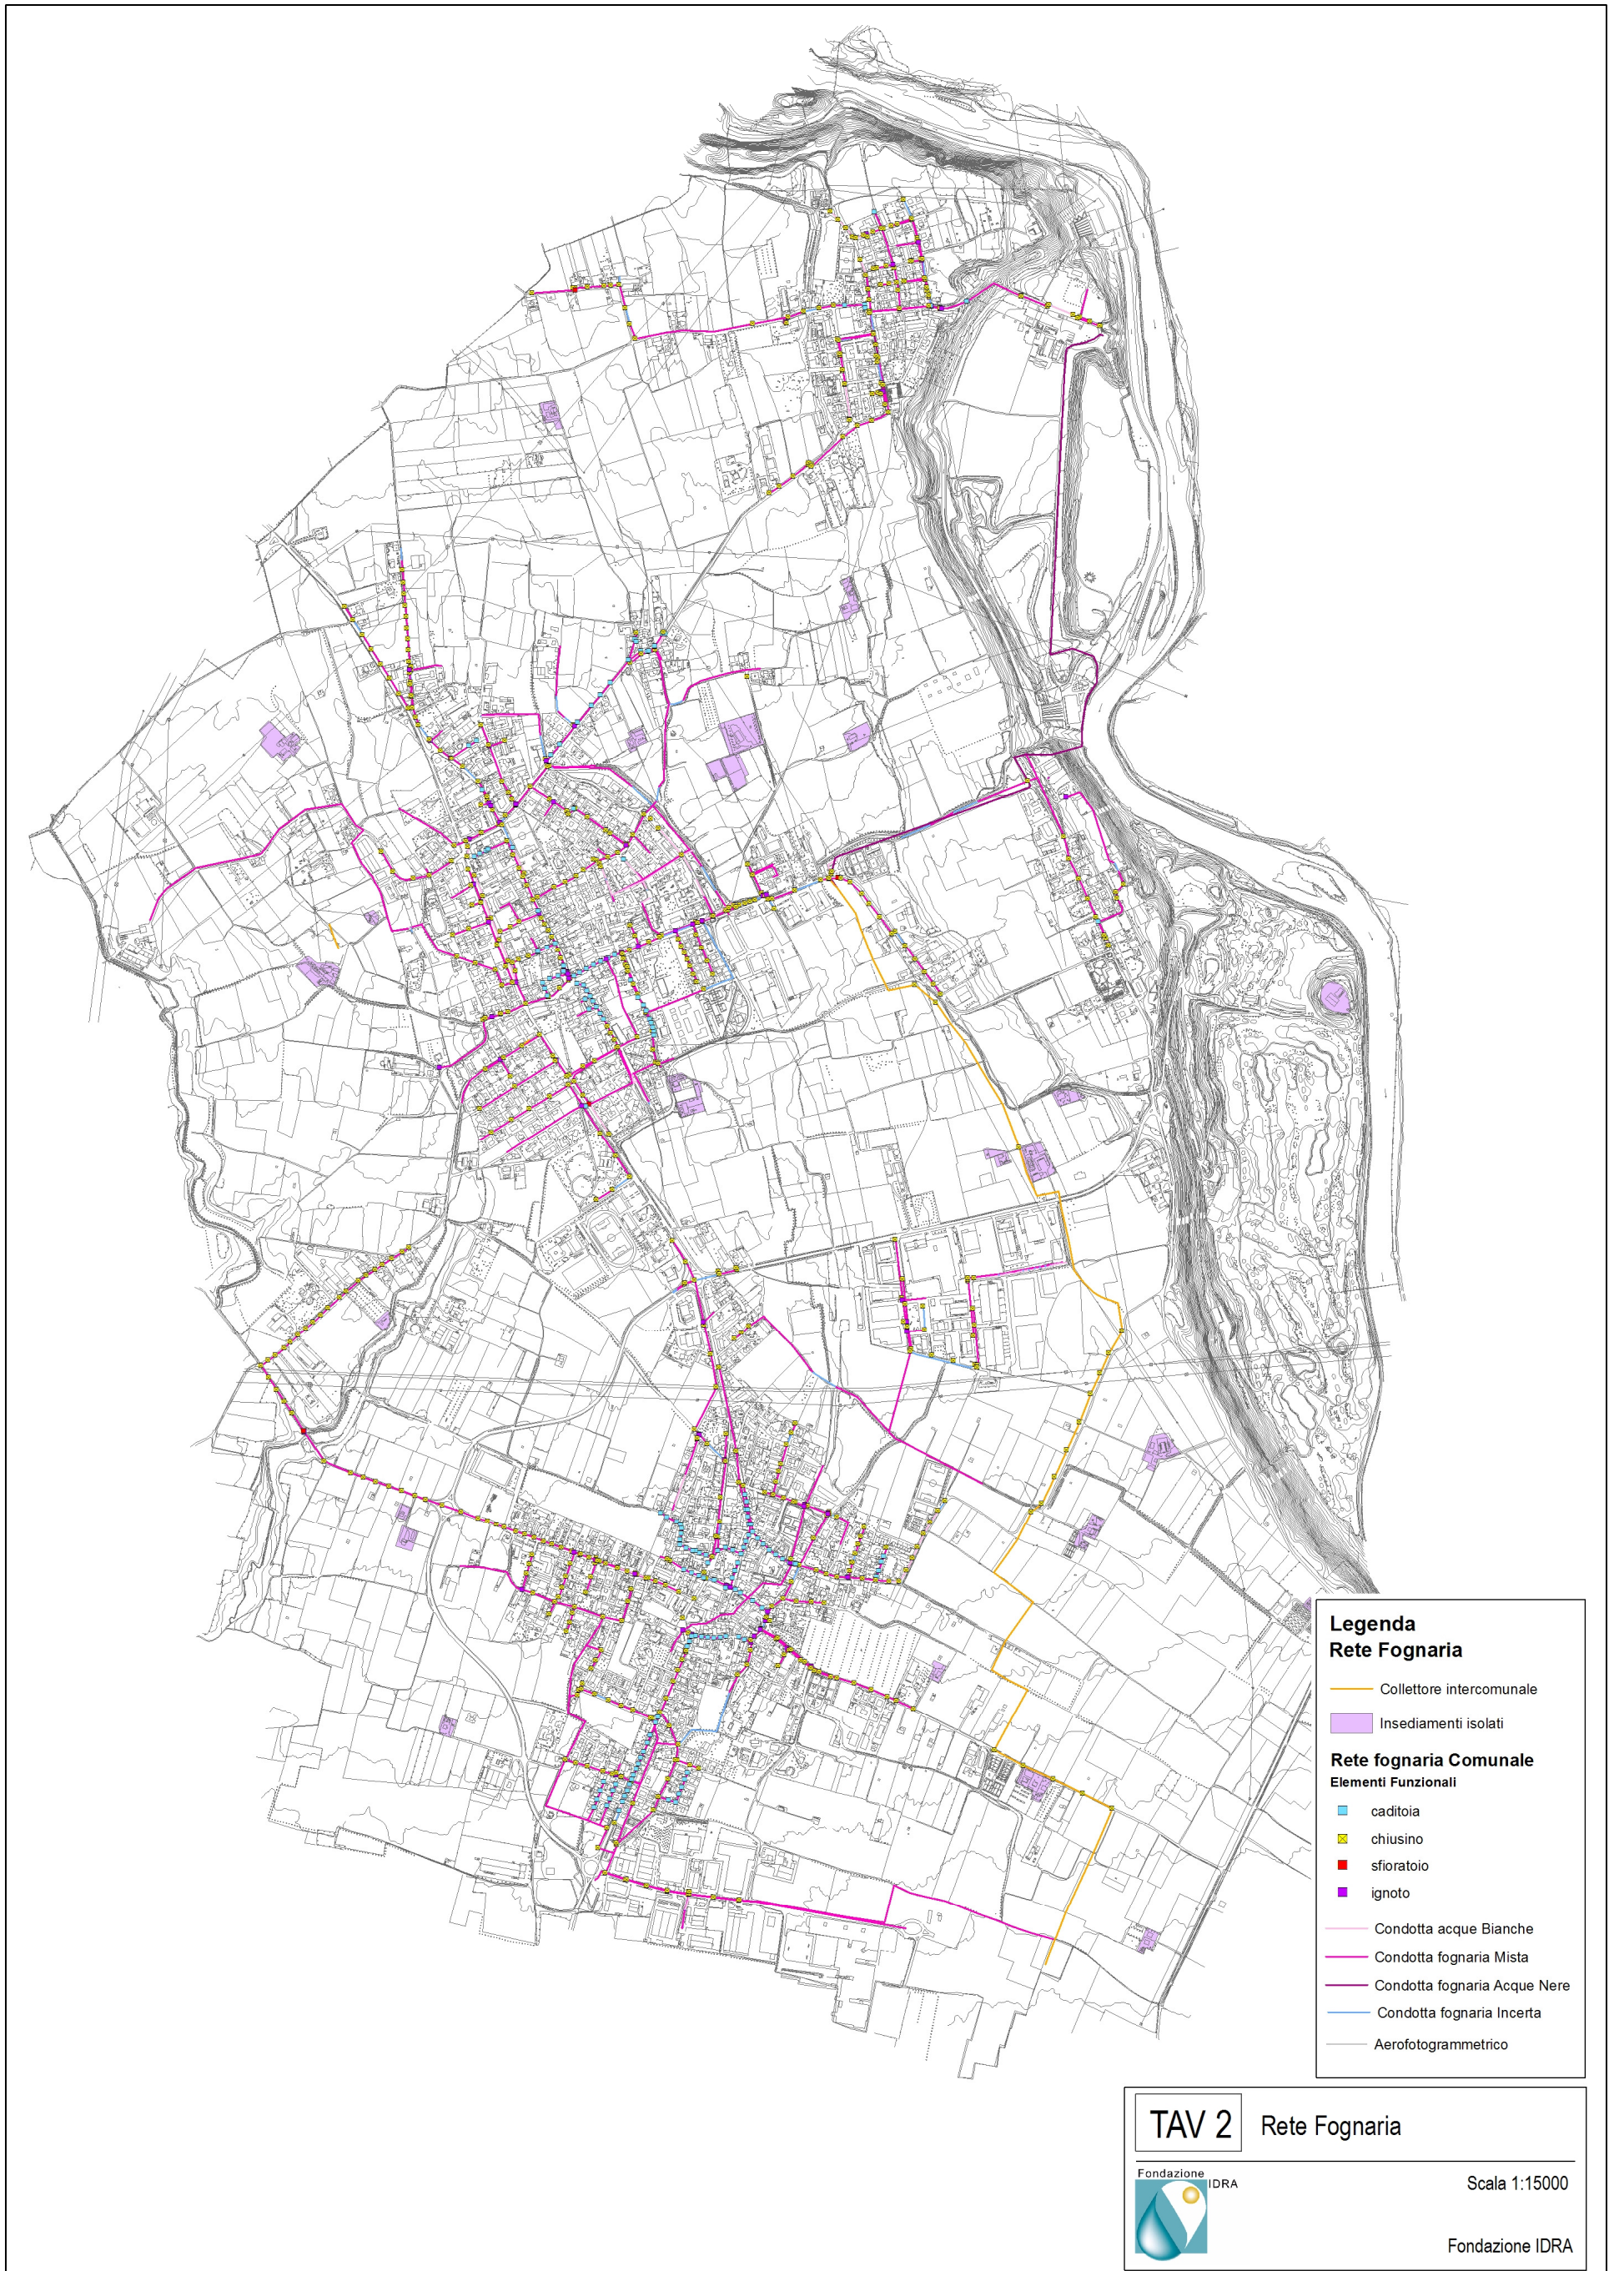 Legenda
Rete Fognaria
Collettore intercomunale
Insediamenti isolati
Rete fognaria Comunale
Elementi Funzionali
caditoia
chiusino
sfioratoio
ignoto
Condotta acque Bianche
Condotta fognaria Mista
Condotta fognaria Acque Nere
Condotta fognaria Incerta
Aerofotogrammetrico
TAV 2
Rete Fognaria
Fondazione
IDRA
Scala 1:15000
Fondazione IDRA